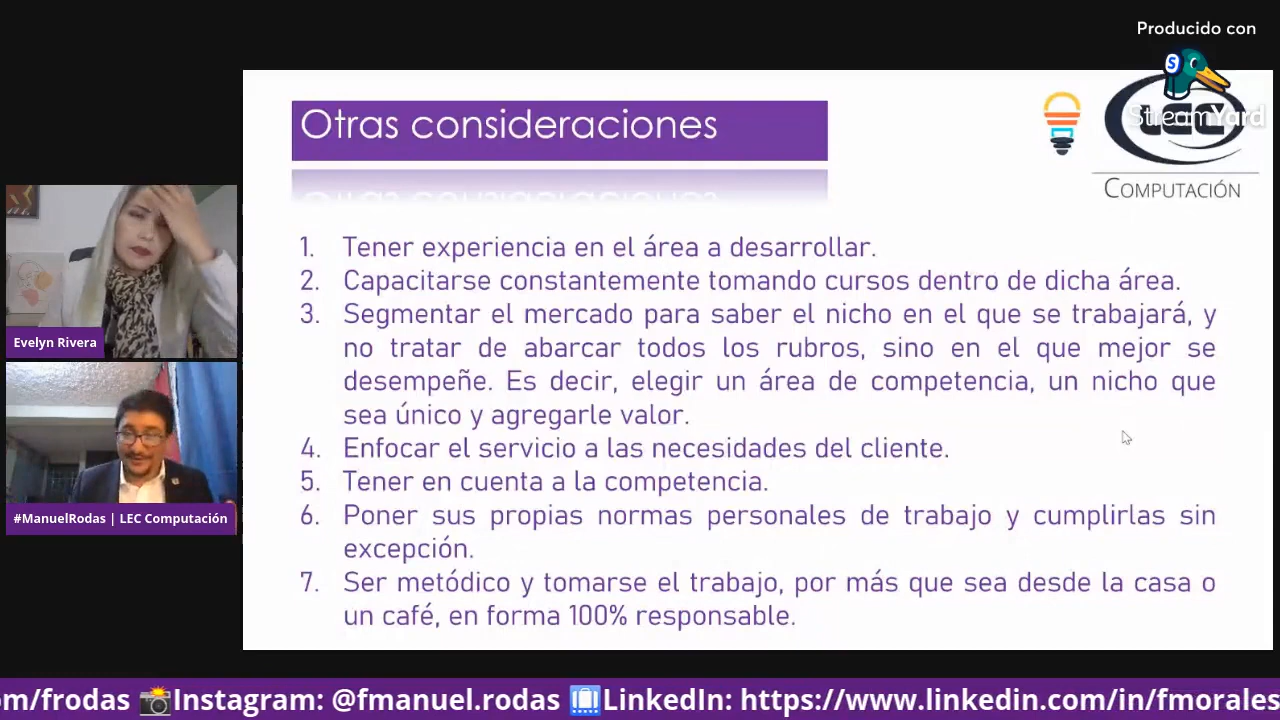 Producido con
StreamYard
Otras consideraciones
LEC
COMPUTACIÓN
1. Tener experiencia en el área a desarrollar.
2. Capacitarse constantemente tomando cursos dentro de dicha área.
3. Segmentar el mercado para saber el nicho en el que se trabajará, y
no tratar de abarcar todos los rubros, sino en el que mejor se
desempeñe. Es decir, elegir un área de competencia, un nicho que
sea único y agregarle valor.
4. Enfocar el servicio a las necesidades del cliente.
5. Tener en cuenta a la competencia.
6. Poner sus propias normas personales de trabajo y cumplirlas sin
excepción.
7. Ser metódico y tomarse el trabajo, por más que sea desde la casa o
un café, en forma 100% responsable.
Evelyn Rivera
#ManuelRodas | LEC Computación
om/frodas 📸Instagram: @fmanuel.rodas 🧳LinkedIn: https://www.linkedin.com/in/fmorales